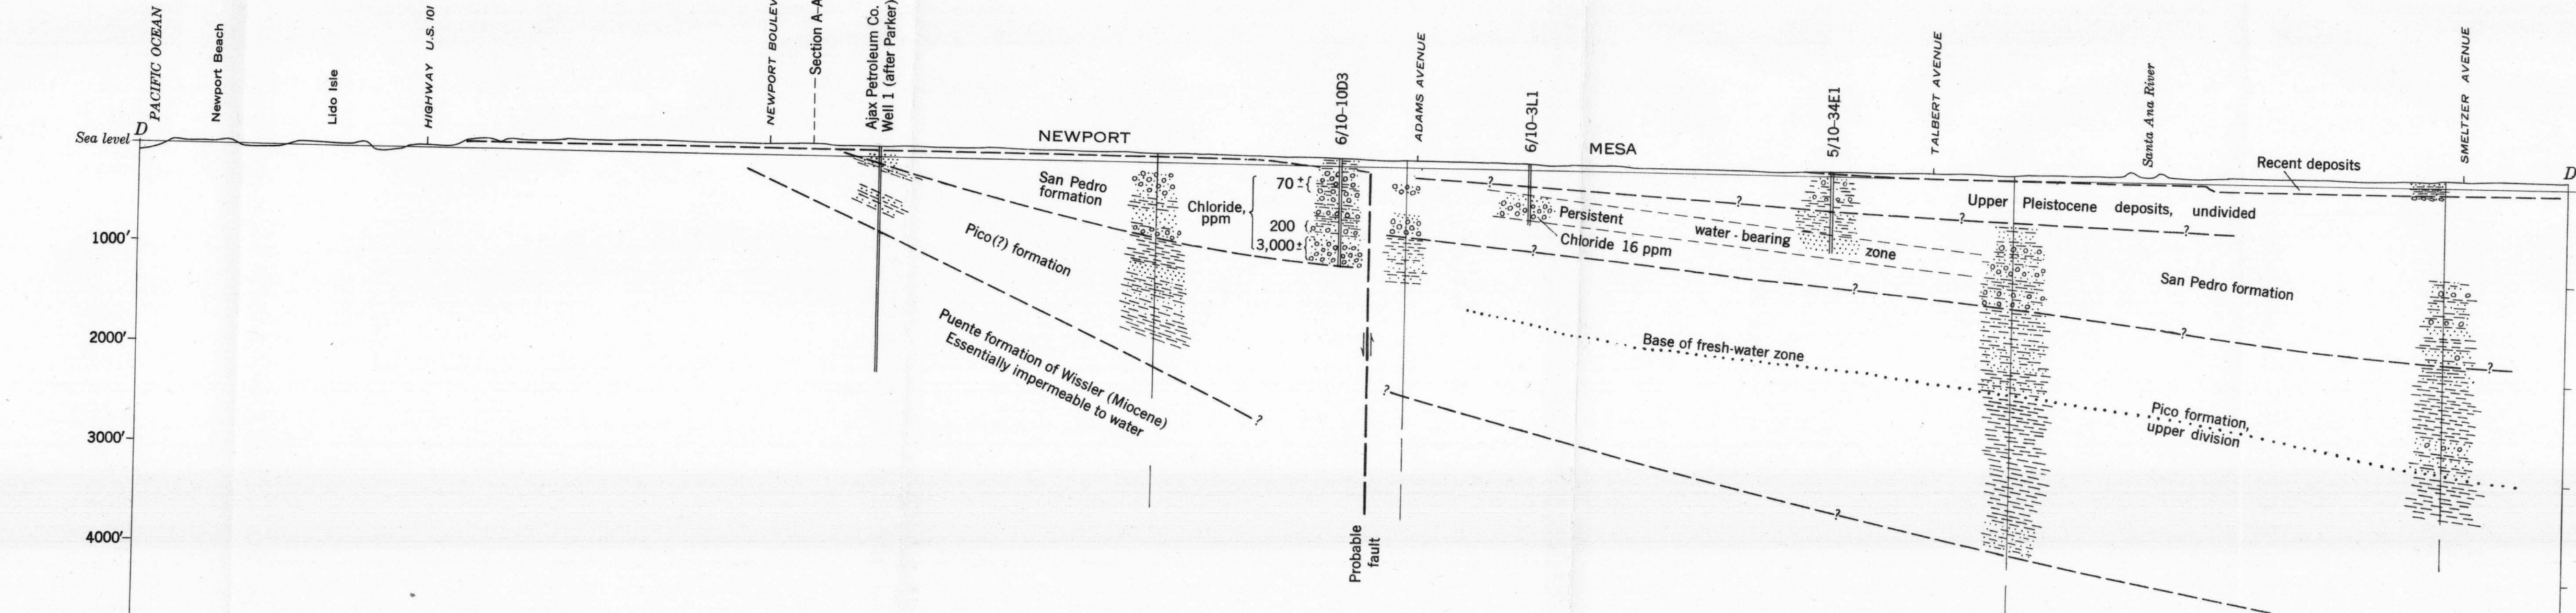 PACIFIC OCEAN
Newport Beach
Lido Isle
HIGHWAY U.S. 101
NEWPORT BOULEV
Section A–A
Ajax Petroleum Co.
Well 1 (after Parker)
6/10-10D3
ADAMS AVENUE
6/10-3L1
5/10-34E1
TALBERT AVENUE
Santa Ana River
SMELTZER AVENUE
D
D
Sea level
NEWPORT
MESA
Recent deposits
San Pedro
formation
Chloride,
ppm
70±
200
3,000±
?
Persistent
water-bearing
zone
Chloride 16 ppm
?
?
Upper Pleistocene deposits, undivided
?
San Pedro formation
1000'
Pico(?) formation
?
?
?
?
2000'
Puente formation of Wissler (Miocene)
Essentially impermeable to water
?
?
Base of fresh-water zone
Pico formation,
upper division
3000'
?
4000'
Probable
fault